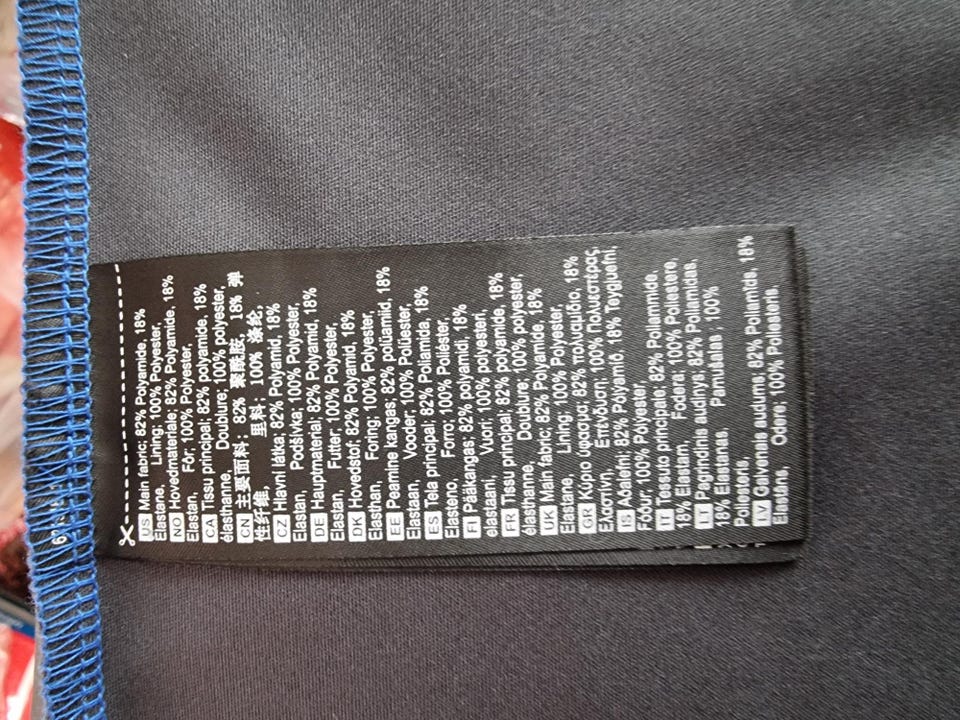 US Main fabric; 82% Polyamide, 18%
Elastane, Lining; 100% Polyester,
NO Hovedmateriale; 82% Polyamide, 18%
Elastan, Fôr; 100% Polyester,
CA Tissu principal; 82% polyamide, 18%
élasthanne, Doublure; 100% polyester,
CN 主要面料; 82% 聚酰胺, 18% 弹
性纤维, 里料; 100% 涤纶,
CZ Hlavní látka; 82% Polyamid, 18%
Elastan, Podšívka; 100% Polyester,
DE Hauptmaterial; 82% Polyamid, 18%
Elastan, Futter; 100% Polyester,
DK Hovedstof; 82% Polyamid, 18%
Elasthan, Foring; 100% Polyester,
EE Peamine kangas; 82% polüamiid, 18%
Elastaan, Vooder; 100% Polüester,
ES Tela principal; 82% Poliamida, 18%
Elasteno, Forro; 100% Poliéster,
FI Pääkangas; 82% polyamidi, 18%
elastaani, Vuori; 100% polyesteri,
FR Tissu principal; 82% polyamide, 18%
élasthanne, Doublure; 100% polyester,
UK Main fabric; 82% Polyamide, 18%
Elastane, Lining; 100% Polyester,
GR Κύριο ύφασμα; 82% πολυαμίδιο, 18%
Ελαστίνη, Επένδυση; 100% Πολυεστέρας,
IS Aðalefni; 82% Pólýamíð, 18% Teygjuefni,
Fóður; 100% Pólýester,
IT Tessuto principale; 82% Poliammide,
18% Elastam, Fodera; 100% Poliestere,
LT Pagrindinis audinys; 82% Poliamidas,
18% Elastanas, Pamušalas ; 100%
Poliesteris,
LV Galvenais audums; 82% Poliamīds, 18%
Elastāns, Odere; 100% Poliesteris,